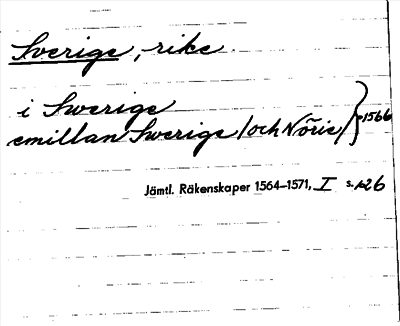 Sverige, rike
i Swerige
emillan Swerige (och Nörie) } 1566
Jämtl. Räkenskaper 1564–1571, I s. 126